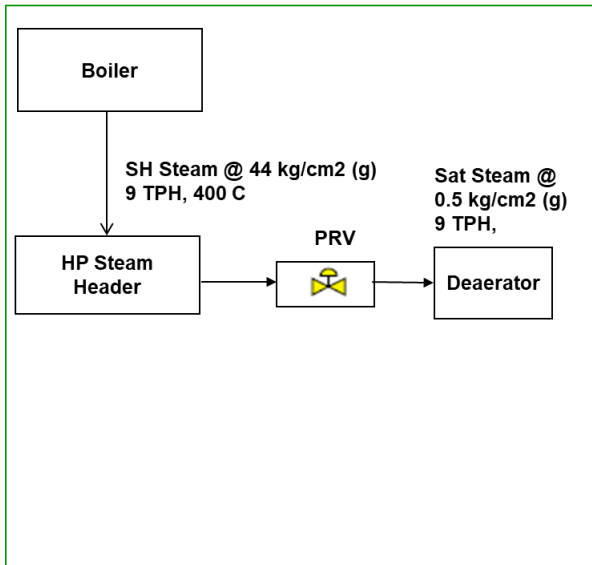 Boiler
SH Steam @ 44 kg/cm2 (g)
9 TPH, 400 C
Sat Steam @
0.5 kg/cm2 (g)
9 TPH,
PRV
HP Steam
Header
Deaerator